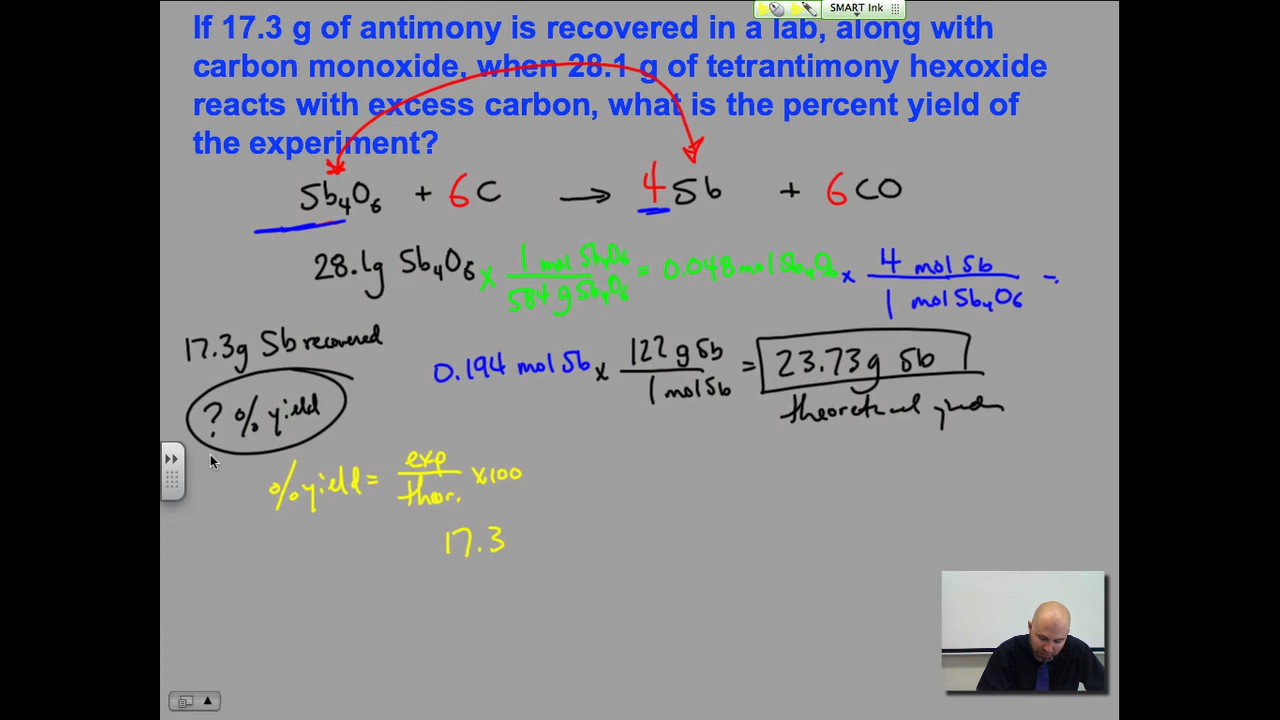 SMART Ink
If 17.3 g of antimony is recovered in a lab, along with
carbon monoxide, when 28.1 g of tetrantimony hexoxide
reacts with excess carbon, what is the percent yield of
the experiment?
Sb₄O₆ + 6C → 4Sb + 6CO
28.1g Sb₄O₆ x 1 mol Sb₄O₆ / 584 g Sb₄O₆ = 0.048 mol Sb₄O₆ x 4 mol Sb / 1 mol Sb₄O₆ =
17.3g Sb recovered
0.194 mol Sb x 122 g Sb / 1 mol Sb = 23.73g Sb
? % yield
theoretical yield
% yield = exp / theor. x100
17.3